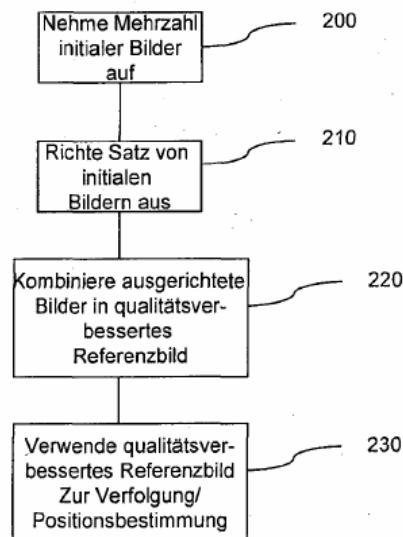 Nehme Mehrzahl
initialer Bilder
auf
200
Richte Satz von
initialen
Bildern aus
210
Kombiniere ausgerichtete
Bilder in qualitätsver-
bessertes
Referenzbild
220
Verwende qualitätsver-
bessertes Referenzbild
Zur Verfolgung/
Positionsbestimmung
230